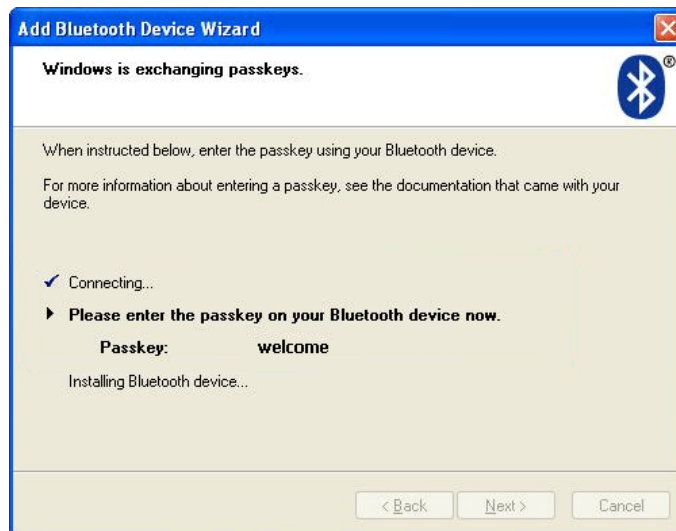 Add Bluetooth Device Wizard
Windows is exchanging passkeys.
®
When instructed below, enter the passkey using your Bluetooth device.
For more information about entering a passkey, see the documentation that came with your
device.
Connecting...
Please enter the passkey on your Bluetooth device now.
Passkey: welcome
Installing Bluetooth device...
< Back Next > Cancel